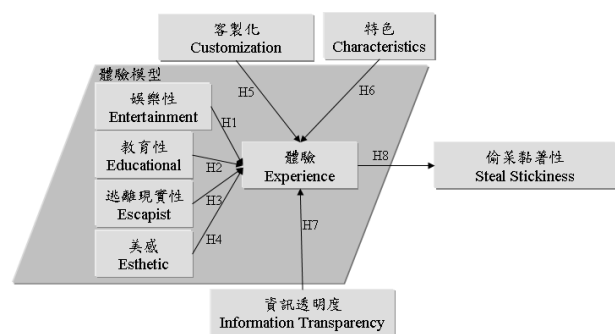 客製化
Customization
特色
Characteristics
體驗模型
娛樂性
Entertainment
教育性
Educational
逃離現實性
Escapist
美感
Esthetic
H1
H2
H3
H4
H5
H6
體驗
Experience
H7
H8
偷菜黏著性
Steal Stickiness
資訊透明度
Information Transparency